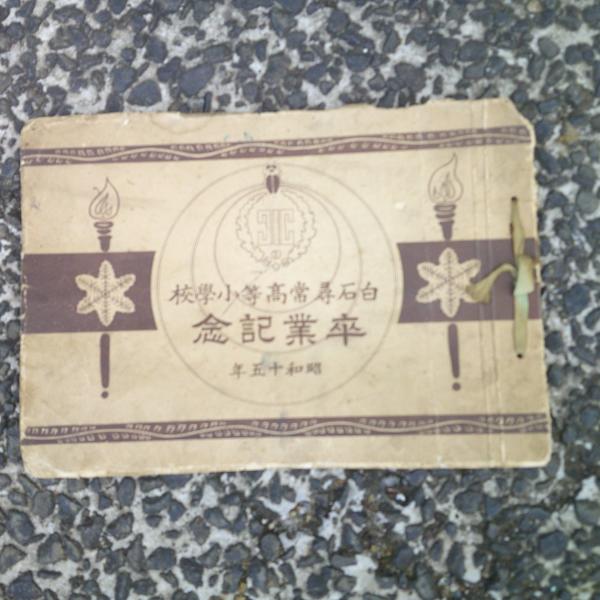 白石尋常高等小學校
卒業記念
昭和十五年